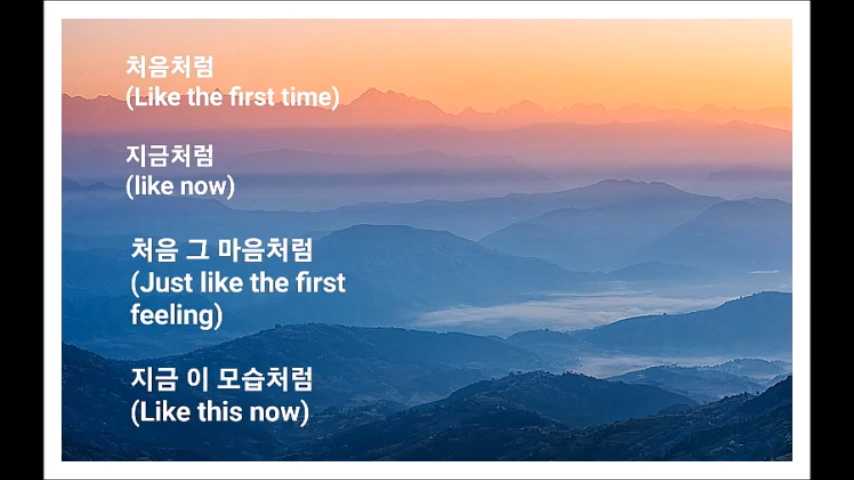 처음처럼
(Like the first time)
지금처럼
(like now)
처음 그 마음처럼
(Just like the first
feeling)
지금 이 모습처럼
(Like this now)